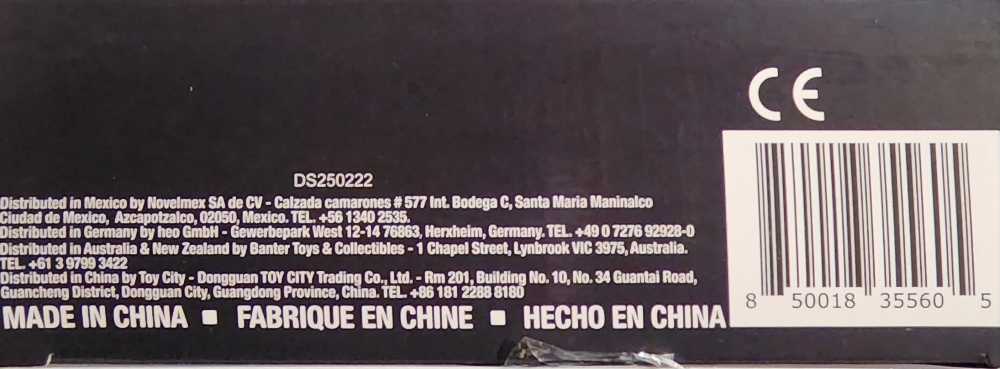 CE
DS250222
Distributed in Mexico by Novelmex SA de CV - Calzada camarones # 577 Int. Bodega C, Santa Maria Maninalco
Ciudad de Mexico, Azcapotzalco, 02050, Mexico. TEL. +56 1340 2535.
Distributed in Germany by heo GmbH - Gewerbepark West 12-14 76863, Herxheim, Germany. TEL. +49 0 7276 92928-0
Distributed in Australia & New Zealand by Banter Toys & Collectibles - 1 Chapel Street, Lynbrook VIC 3975, Australia.
TEL. +61 3 9799 3422
Distributed in China by Toy City - Dongguan TOY CITY Trading Co., Ltd. - Rm 201, Building No. 10, No. 34 Guantai Road,
Guancheng District, Dongguan City, Guangdong Province, China. TEL. +86 181 2288 8180
8 50018 35560 5
MADE IN CHINA ■ FABRIQUE EN CHINE ■ HECHO EN CHINA